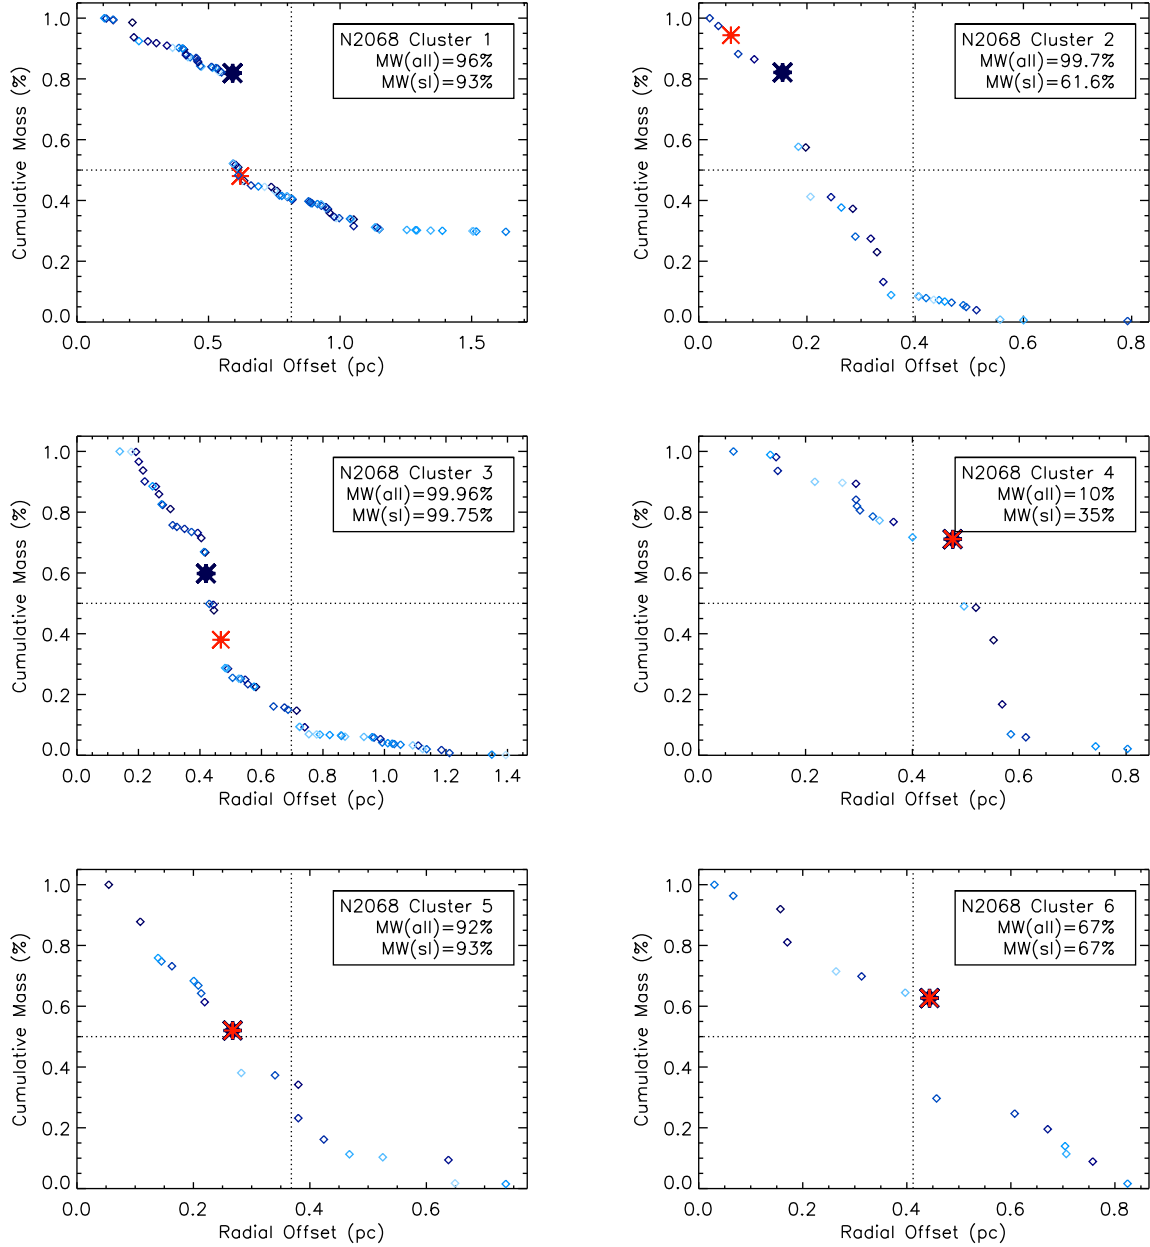 N2068 Cluster 1
MW(all)=96%
MW(sl)=93%
Cumulative Mass (%)
1.0
0.8
0.6
0.4
0.2
0.0
0.0 0.5 1.0 1.5
Radial Offset (pc)
N2068 Cluster 2
MW(all)=99.7%
MW(sl)=61.6%
Cumulative Mass (%)
1.0
0.8
0.6
0.4
0.2
0.0
0.0 0.2 0.4 0.6 0.8
Radial Offset (pc)
N2068 Cluster 3
MW(all)=99.96%
MW(sl)=99.75%
Cumulative Mass (%)
1.0
0.8
0.6
0.4
0.2
0.0
0.0 0.2 0.4 0.6 0.8 1.0 1.2 1.4
Radial Offset (pc)
N2068 Cluster 4
MW(all)=10%
MW(sl)=35%
Cumulative Mass (%)
1.0
0.8
0.6
0.4
0.2
0.0
0.0 0.2 0.4 0.6 0.8
Radial Offset (pc)
N2068 Cluster 5
MW(all)=92%
MW(sl)=93%
Cumulative Mass (%)
1.0
0.8
0.6
0.4
0.2
0.0
0.0 0.2 0.4 0.6
Radial Offset (pc)
N2068 Cluster 6
MW(all)=67%
MW(sl)=67%
Cumulative Mass (%)
1.0
0.8
0.6
0.4
0.2
0.0
0.0 0.2 0.4 0.6 0.8
Radial Offset (pc)